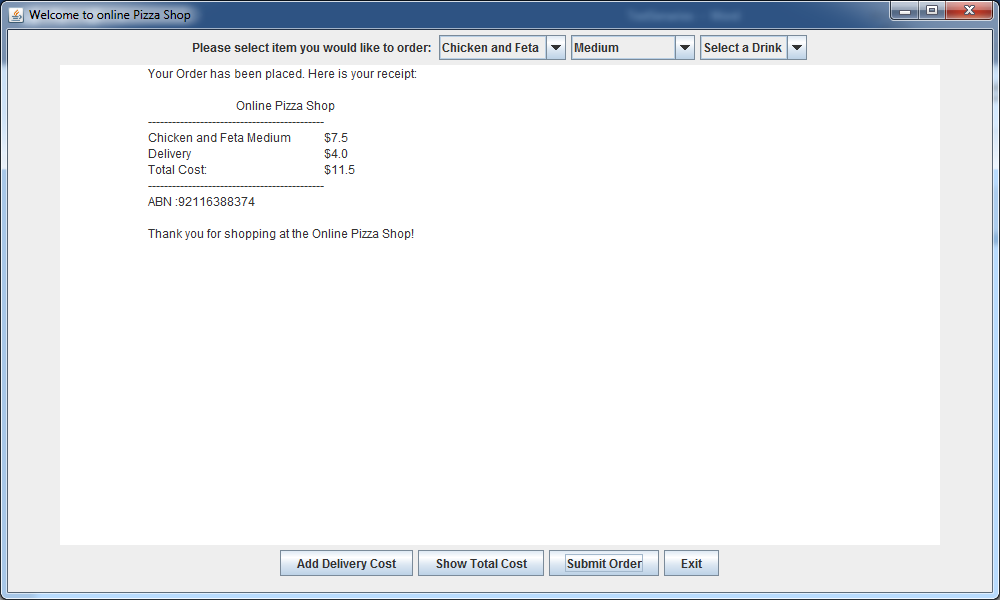 Welcome to online Pizza Shop
Please select item you would like to order: Chicken and Feta Medium Select a Drink
Your Order has been placed. Here is your receipt:
Online Pizza Shop
--------------------------------------------
Chicken and Feta Medium $7.5
Delivery $4.0
Total Cost: $11.5
--------------------------------------------
ABN :92116388374
Thank you for shopping at the Online Pizza Shop!
Add Delivery Cost Show Total Cost Submit Order Exit